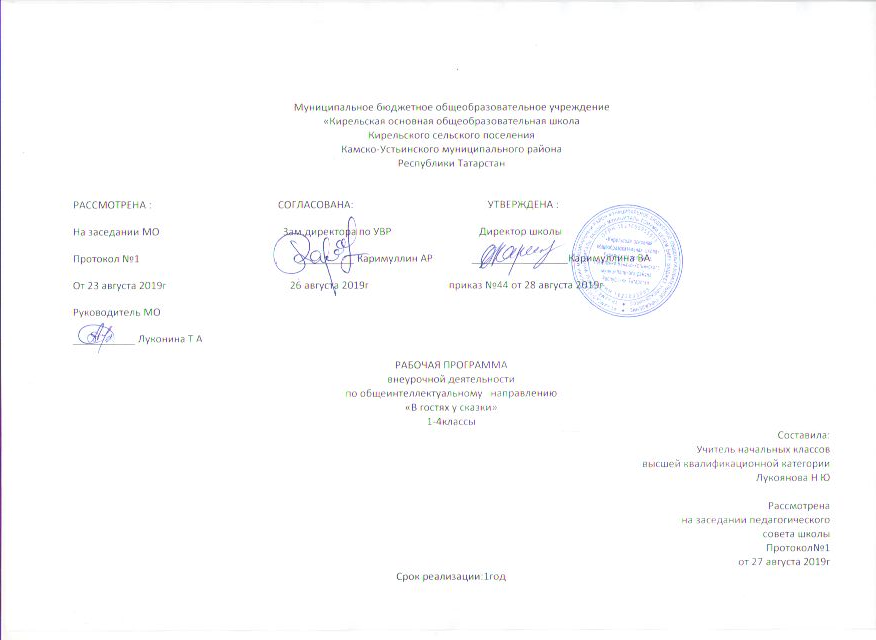 Муниципальное бюджетное общеобразовательное учреждение
«Кирельская основная общеобразовательная школа
Кирельского сельского поселения
Камско-Устьинского муниципального района
Республики Татарстан
РАССМОТРЕНА : СОГЛАСОВАНА: УТВЕРЖДЕНА :
На заседании МО Зам.директора по УВР Директор школы
Протокол №1 Каримуллин АР Каримуллина ВА
От 23 августа 2019г 26 августа 2019г приказ №44 от 28 августа 2019г
Руководитель МО
Луконина Т А
РАБОЧАЯ ПРОГРАММА
внеурочной деятельности
по общеинтеллектуальному направлению
«В гостях у сказки»
1-4классы
Составила:
Учитель начальных классов
высшей квалификационной категории
Лукоянова Н Ю
Рассмотрена
на заседании педагогического
совета школы
Протокол№1
от 27 августа 2019г
Срок реализации:1год